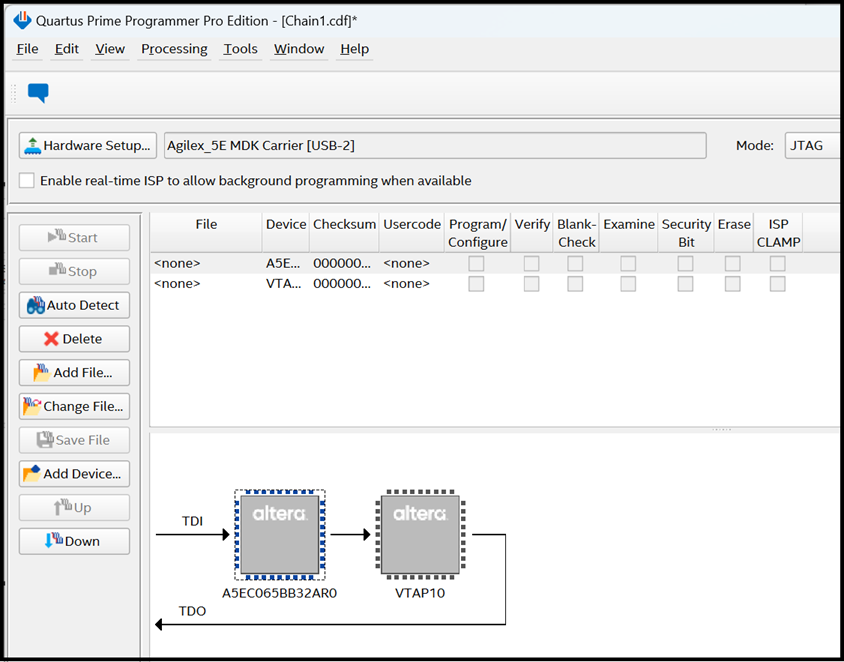 Quartus Prime Programmer Pro Edition - [Chain1.cdf]*
File Edit View Processing Tools Window Help
Hardware Setup... Agilex_5E MDK Carrier [USB-2] Mode: JTAG
Enable real-time ISP to allow background programming when available
Start
Stop
Auto Detect
Delete
Add File...
Change File...
Save File
Add Device...
Up
Down
File Device Checksum Usercode Program/ Verify Blank- Examine Security Erase ISP
Configure Check Bit CLAMP
<none> A5E... 000000... <none>
<none> VTA... 000000... <none>
TDI
altera
altera
A5EC065BB32AR0 VTAP10
TDO